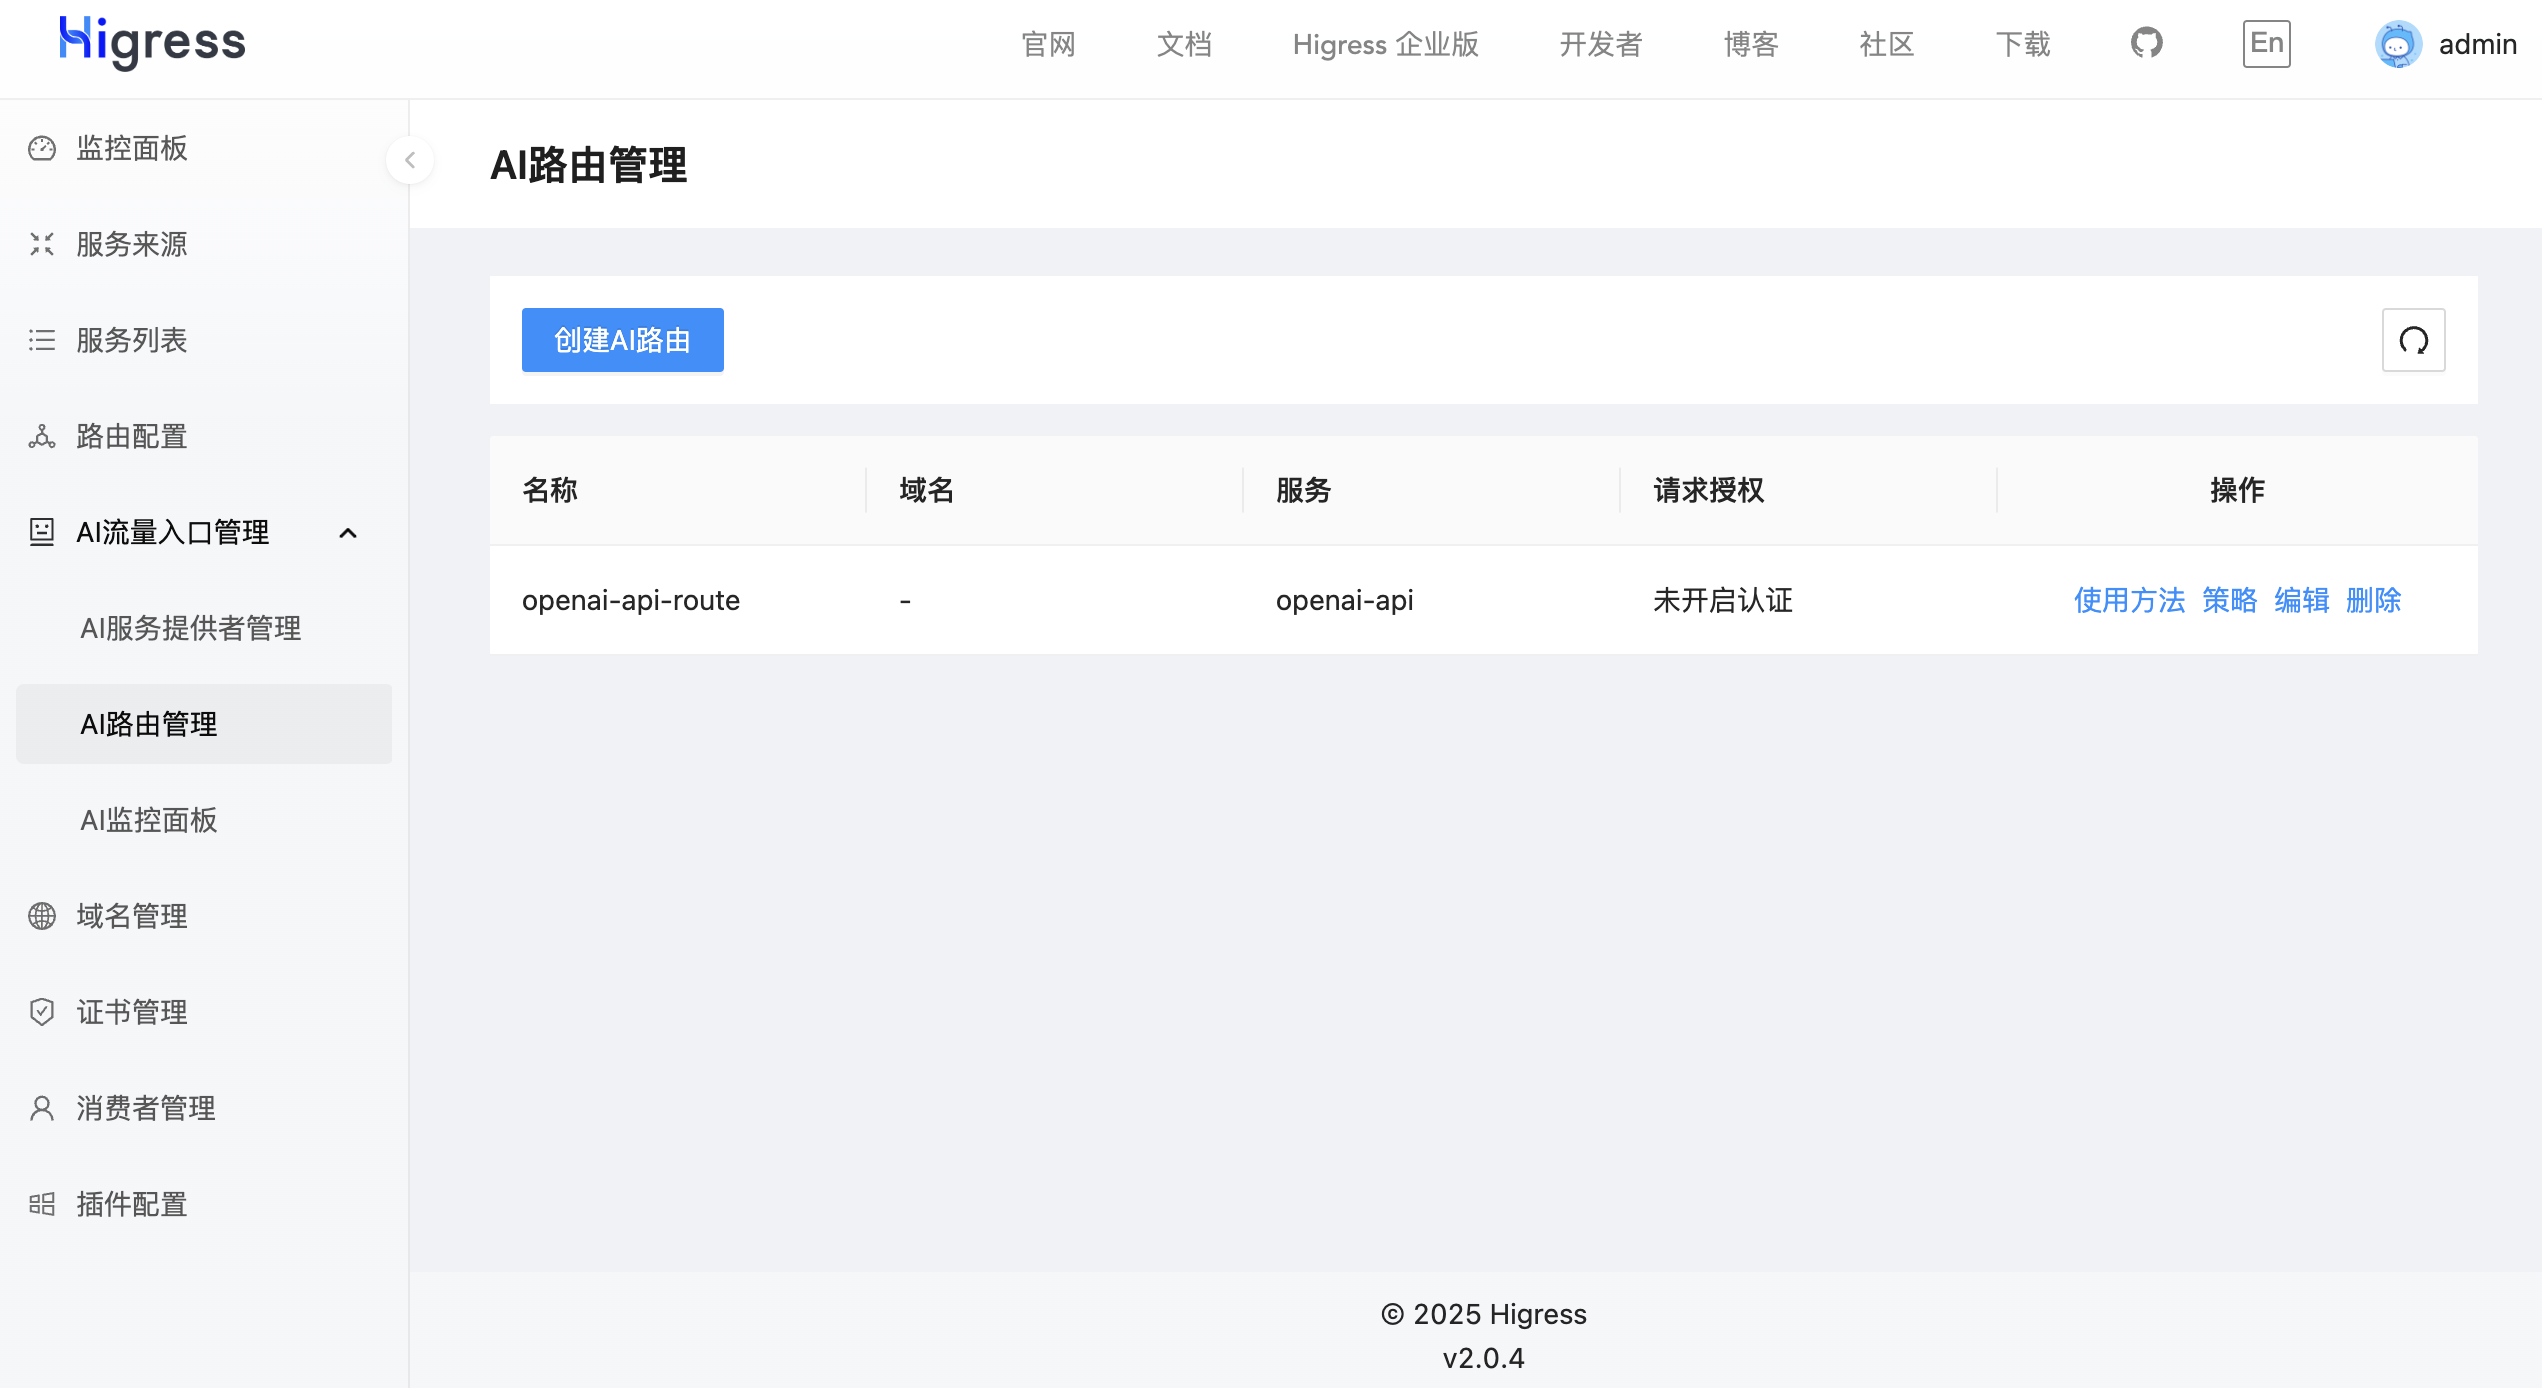 Higress
官网
文档
Higress 企业版
开发者
博客
社区
下载
En
admin
监控面板
服务来源
服务列表
路由配置
AI流量入口管理
AI服务提供者管理
AI路由管理
AI监控面板
域名管理
证书管理
消费者管理
插件配置
AI路由管理
创建AI路由
名称 域名 服务 请求授权 操作
openai-api-route - openai-api 未开启认证 使用方法 策略 编辑 删除
© 2025 Higress
v2.0.4